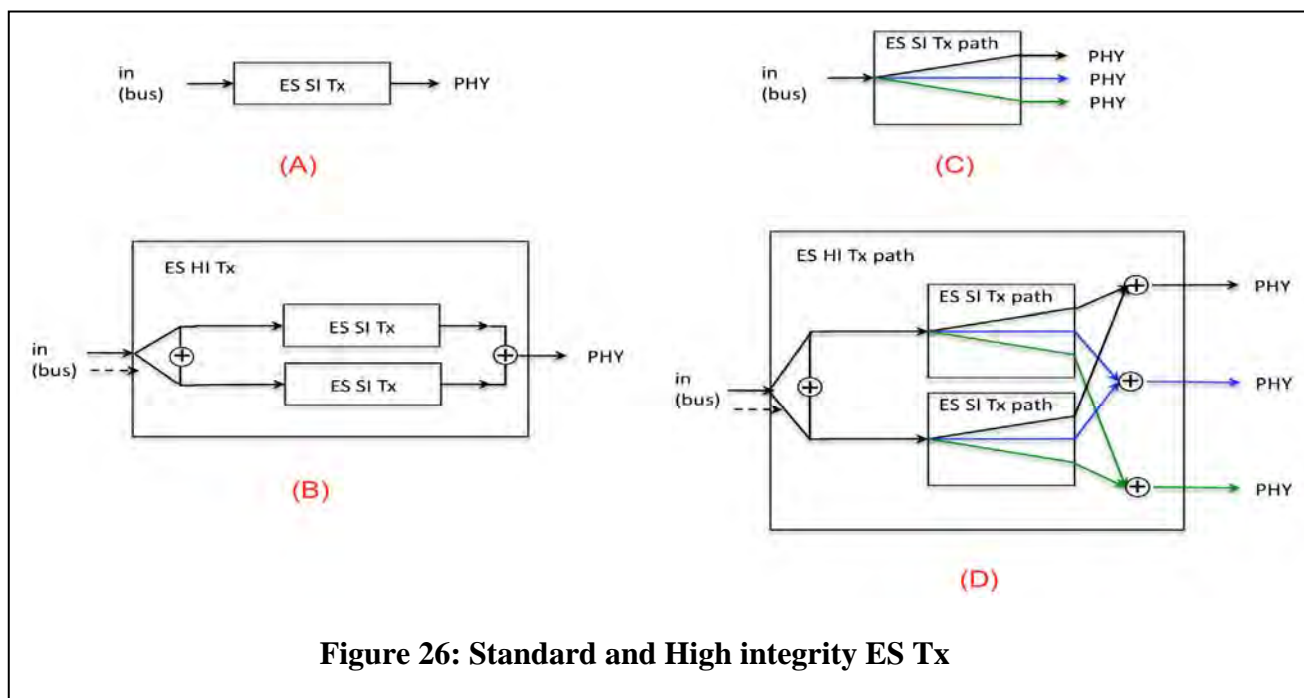 in
(bus)
ES SI Tx
PHY
(A)
ES SI Tx path
in
(bus)
PHY
PHY
PHY
(C)
ES HI Tx
in
(bus)
ES SI Tx
ES SI Tx
PHY
(B)
ES HI Tx path
in
(bus)
ES SI Tx path
ES SI Tx path
PHY
PHY
PHY
(D)
Figure 26: Standard and High integrity ES Tx